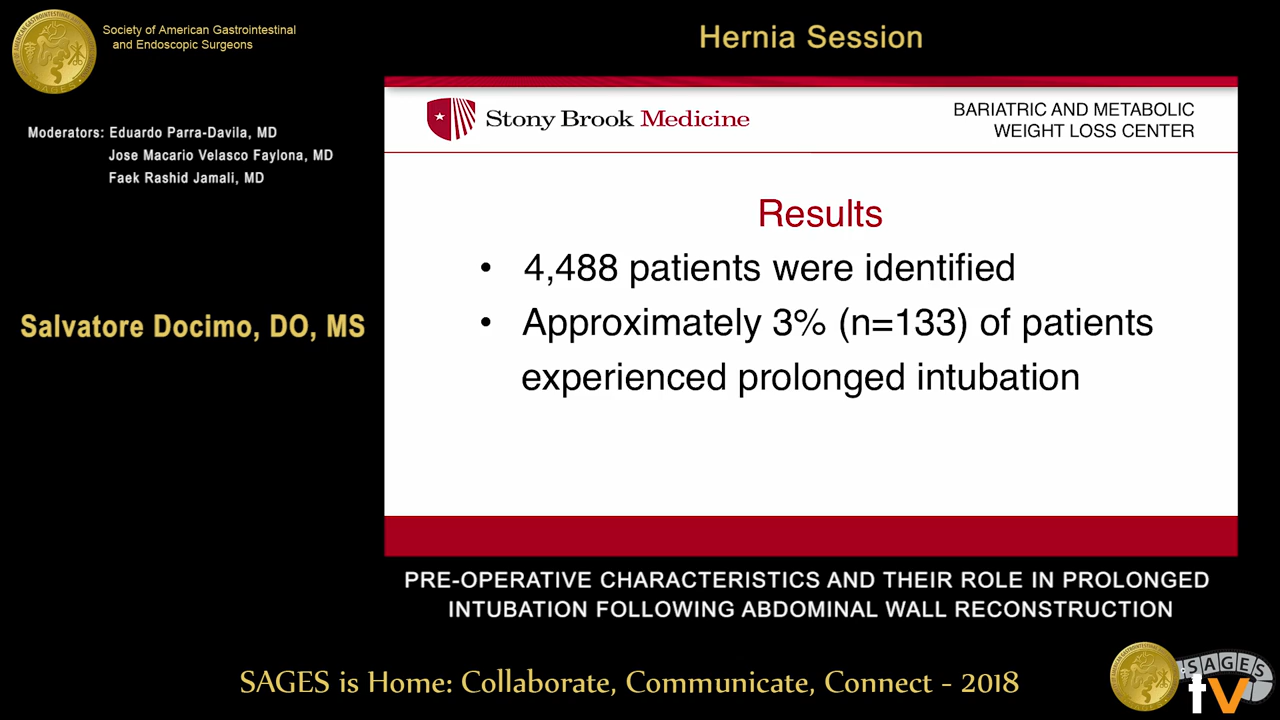 Society of American Gastrointestinal
and Endoscopic Surgeons
Hernia Session
Moderators: Eduardo Parra-Davila, MD
Jose Macario Velasco Faylona, MD
Faek Rashid Jamali, MD
Salvatore Docimo, DO, MS
Stony Brook Medicine
BARIATRIC AND METABOLIC
WEIGHT LOSS CENTER
Results
• 4,488 patients were identified
• Approximately 3% (n=133) of patients
experienced prolonged intubation
PRE-OPERATIVE CHARACTERISTICS AND THEIR ROLE IN PROLONGED
INTUBATION FOLLOWING ABDOMINAL WALL RECONSTRUCTION
SAGES is Home: Collaborate, Communicate, Connect - 2018
SAGES
tv